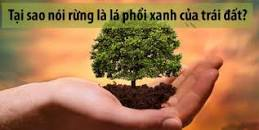 Tại sao nói rừng là lá phổi xanh của trái đất?